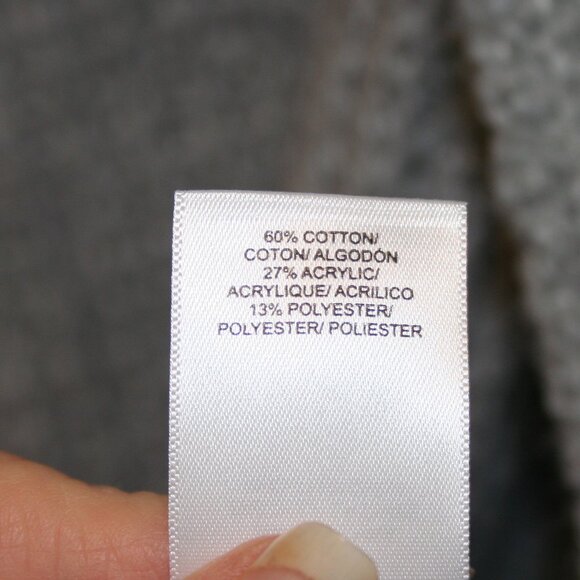 60% COTTON/
COTON/ ALGODÓN
27% ACRYLIC/
ACRYLIQUE/ ACRILICO
13% POLYESTER/
POLYESTER/ POLIESTER